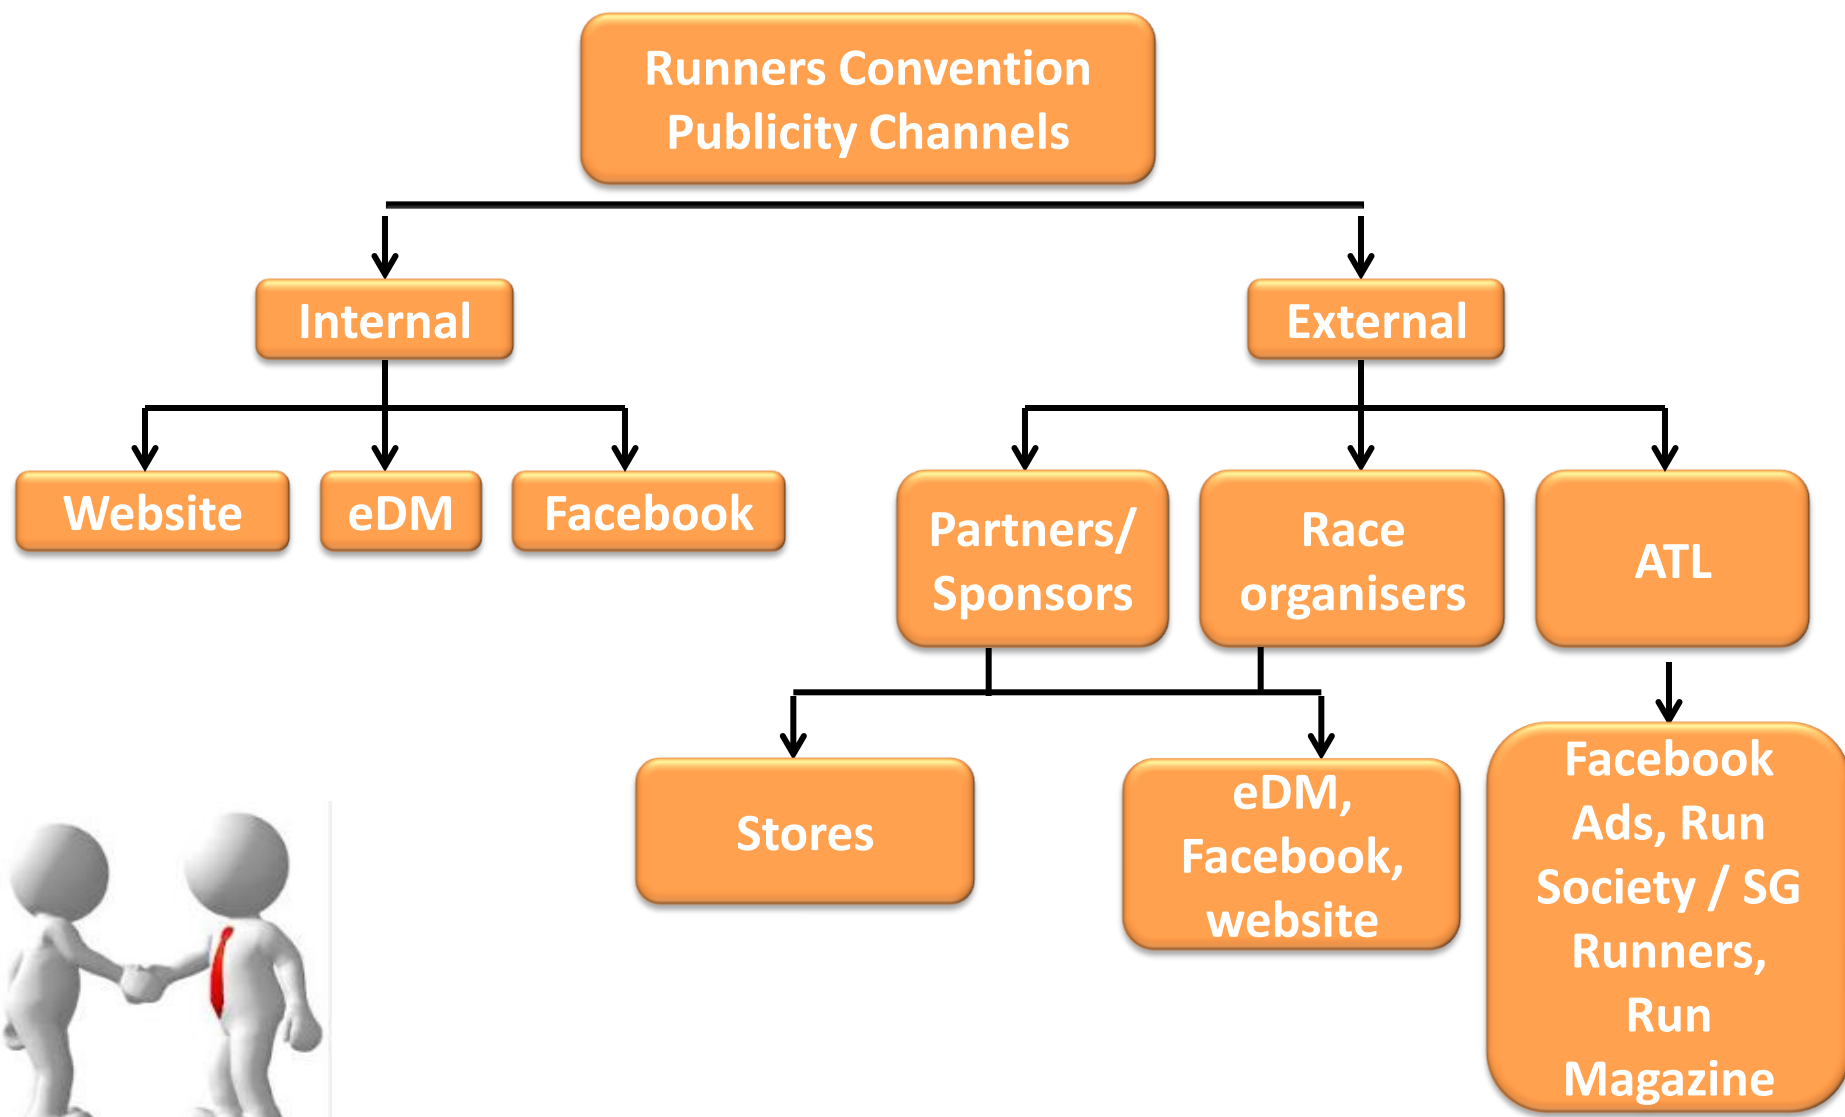 Runners Convention
Publicity Channels
Internal
External
Website
eDM
Facebook
Partners/
Sponsors
Race
organisers
ATL
Stores
eDM,
Facebook,
website
Facebook
Ads, Run
Society / SG
Runners,
Run
Magazine